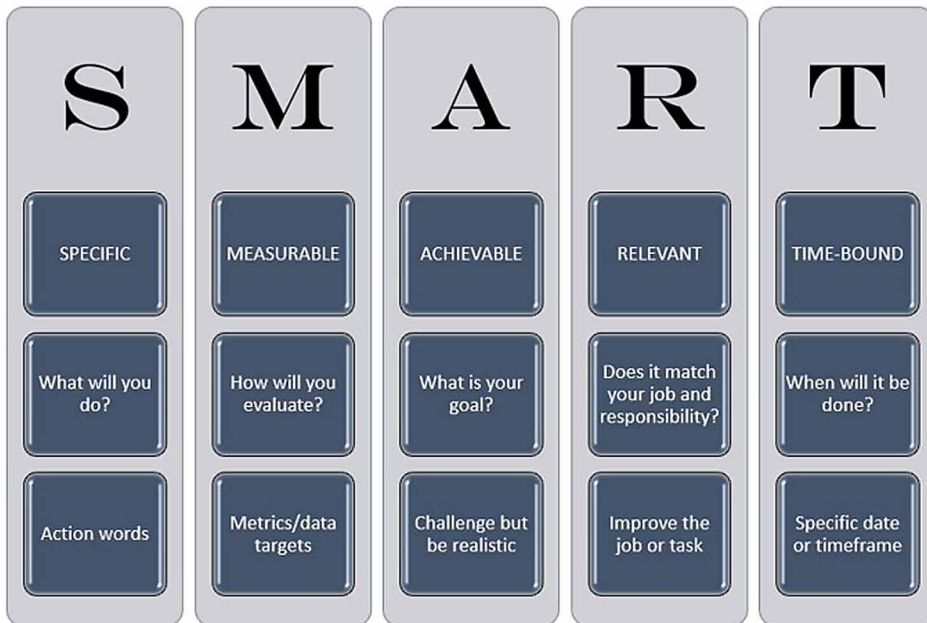 S
SPECIFIC
What will you
do?
Action words
M
MEASURABLE
How will you
evaluate?
Metrics/data
targets
A
ACHIEVABLE
What is your
goal?
Challenge but
be realistic
R
RELEVANT
Does it match
your job and
responsibility?
Improve the
job or task
T
TIME-BOUND
When will it be
done?
Specific date
or timeframe